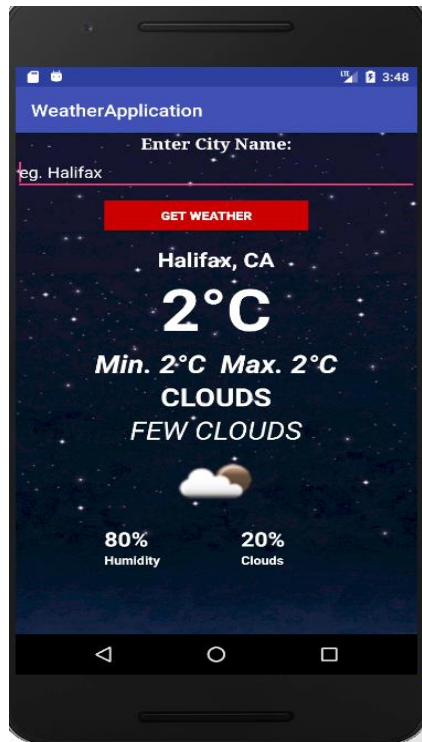 LTE 3:48
WeatherApplication
Enter City Name:
eg. Halifax
GET WEATHER
Halifax, CA
2°C
Min. 2°C Max. 2°C
CLOUDS
FEW CLOUDS
80% 20%
Humidity Clouds